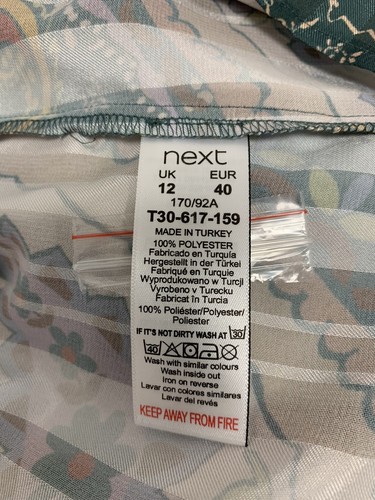 next
UK EUR
12 40
170/92A
T30-617-159
MADE IN TURKEY
100% POLYESTER
Fabricado en Turquía
Hergestellt in der Türkei
Fabriqué en Turquie
Wyprodukowano w Turcji
Vyrobeno v Turecku
Fabricat în Turcia
100% Poliéster/Polyester/
Poliester
IF IT'S NOT DIRTY WASH AT 30
40
Wash with similar colours
Wash inside out
Iron on reverse
Lavar con colores similares
Lavar del revés
KEEP AWAY FROM FIRE